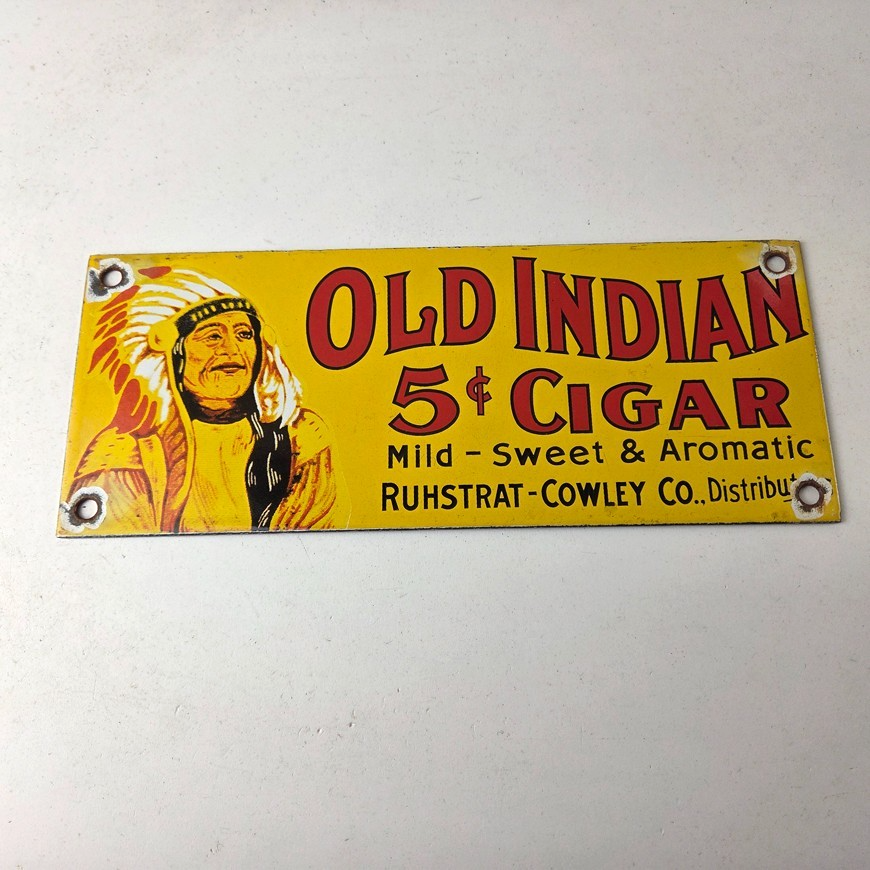 OLD INDIAN
5¢ CIGAR
Mild - Sweet & Aromatic
RUHSTRAT-COWLEY CO.,